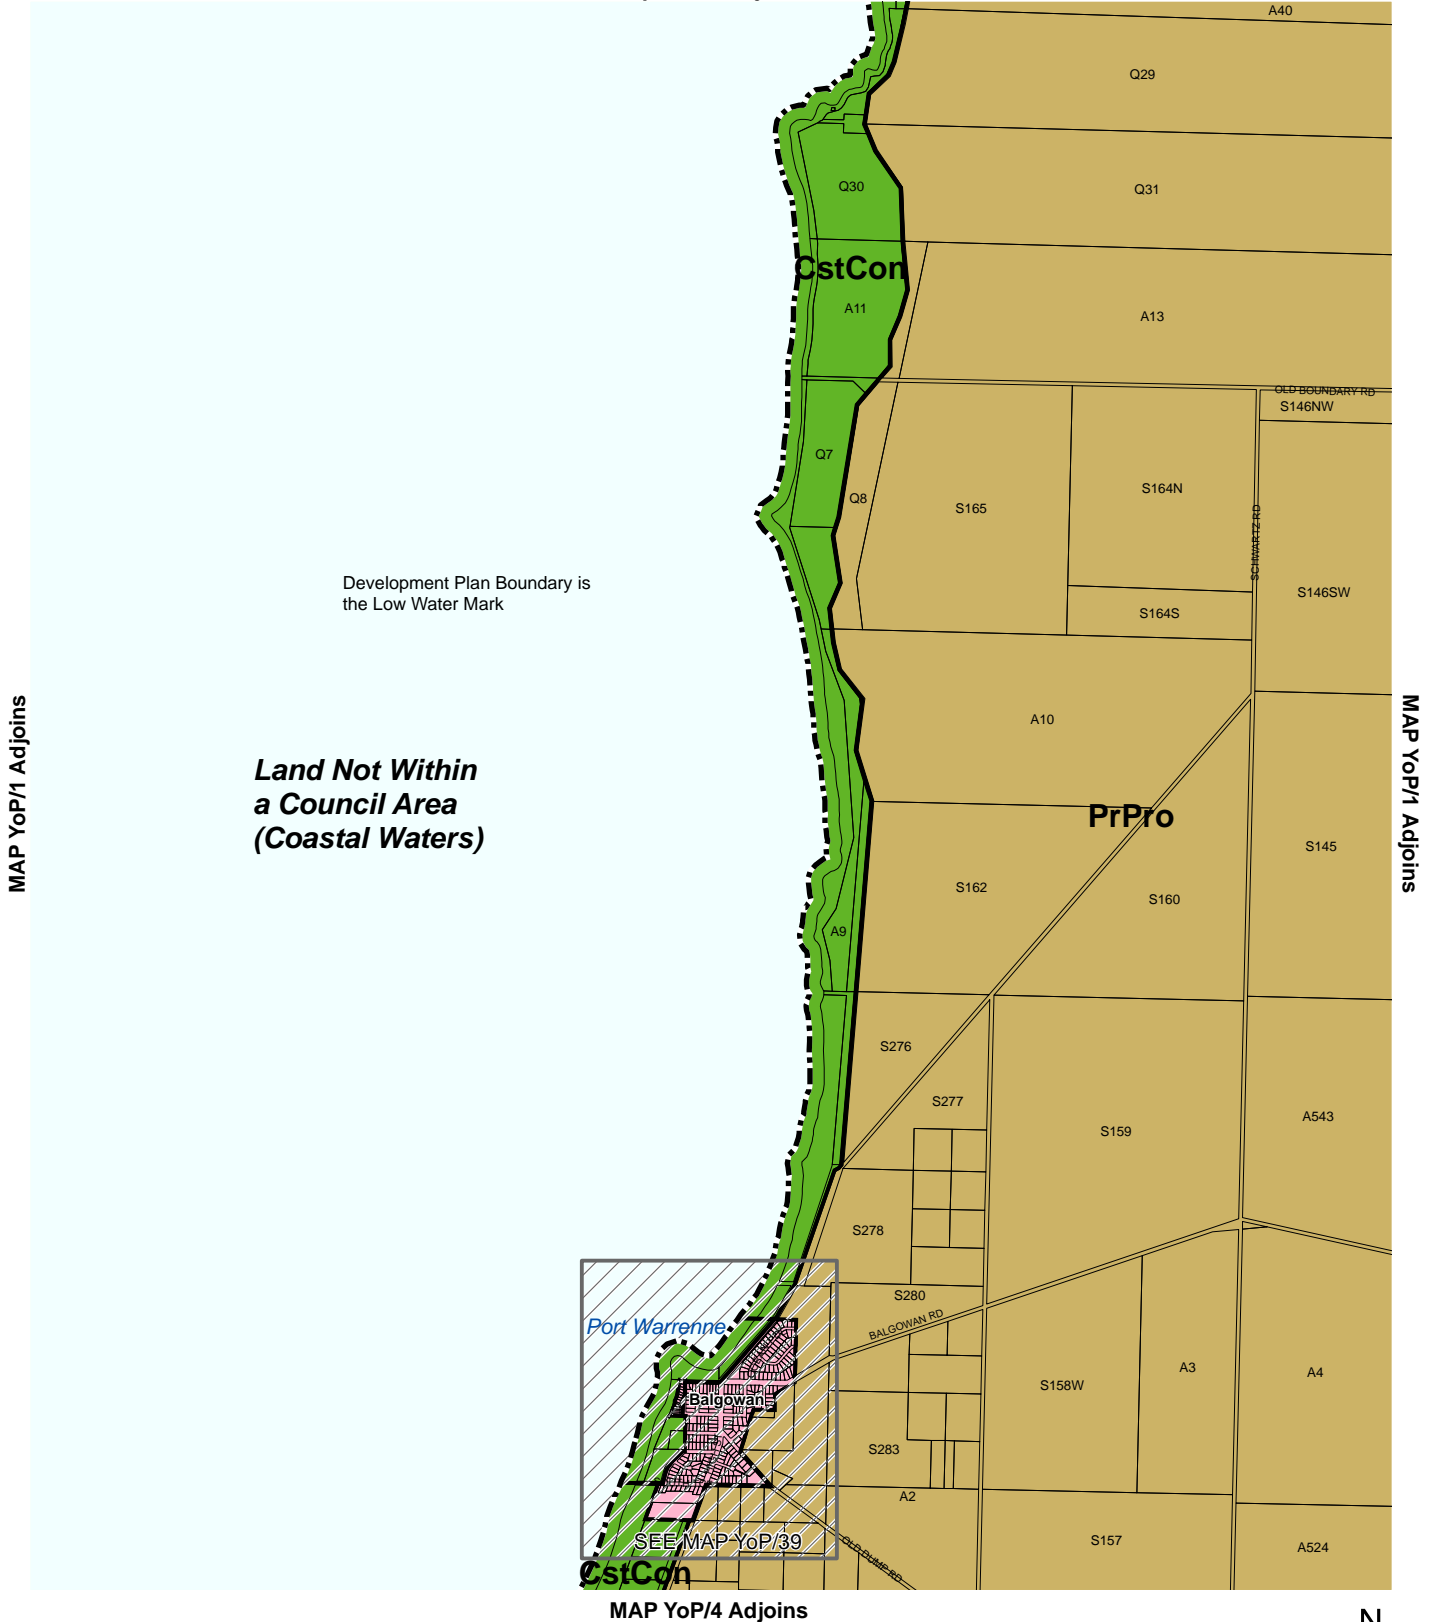 A40
Q29
Q30
Q31
CstCon
A11
A13
OLD BOUNDARY RD
S146NW
Q7
Q8
S165
S164N
SCHWARTZ RD
Development Plan Boundary is
the Low Water Mark
S146SW
S164S
MAP YoP/1 Adjoins
MAP YoP/1 Adjoins
A10
Land Not Within
a Council Area
(Coastal Waters)
PrPro
S145
S162
S160
A9
S276
S277
S159
A543
S278
S280
BALGOWAN RD
Port Warrenne
A3
A4
S158W
Balgowan
S283
A2
SEE MAP YoP/39
OLD DUMP RD
S157
A524
CstCon
MAP YoP/4 Adjoins
N